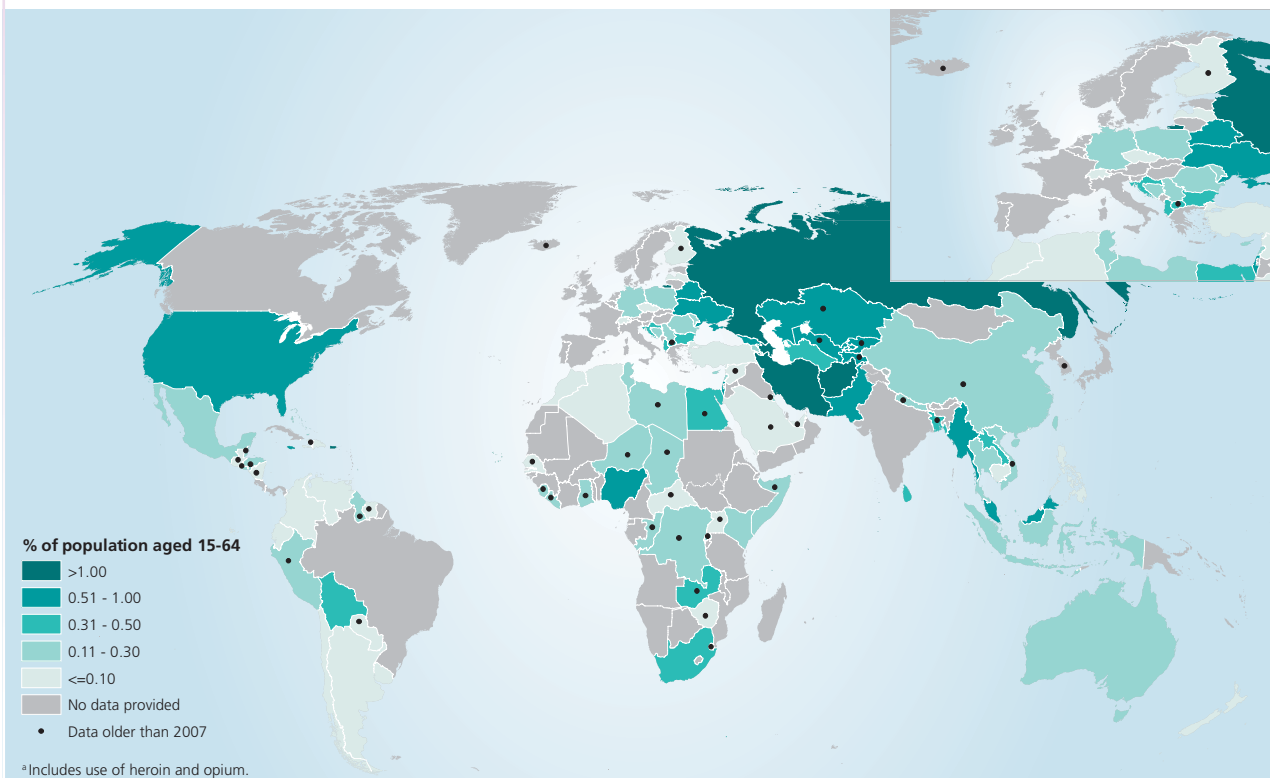 % of population aged 15-64
>1.00
0.51 - 1.00
0.31 - 0.50
0.11 - 0.30
<=0.10
No data provided
Data older than 2007
a Includes use of heroin and opium.